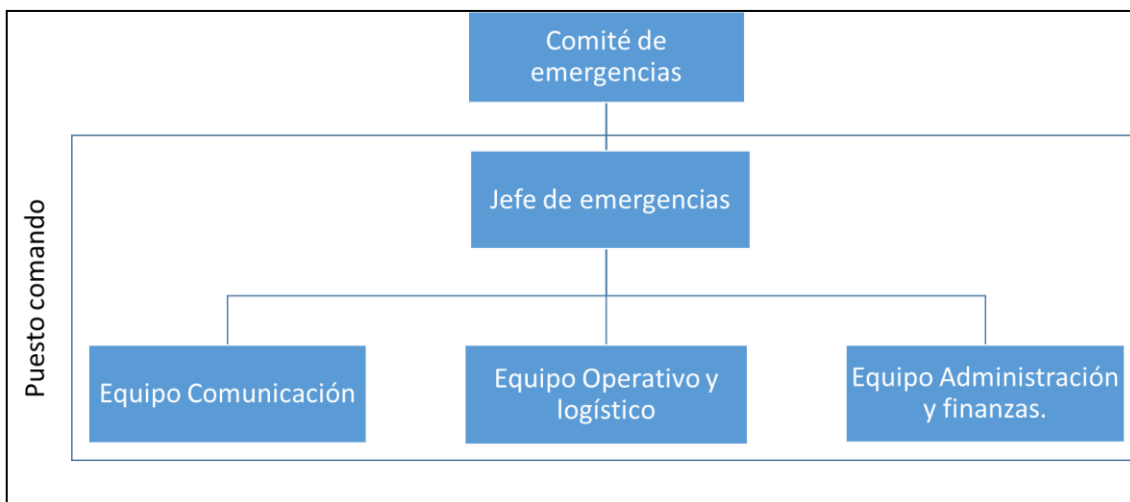 Comité de
emergencias
Jefe de emergencias
Puesto comando
Equipo Comunicación
Equipo Operativo y
logístico
Equipo Administración
y finanzas.